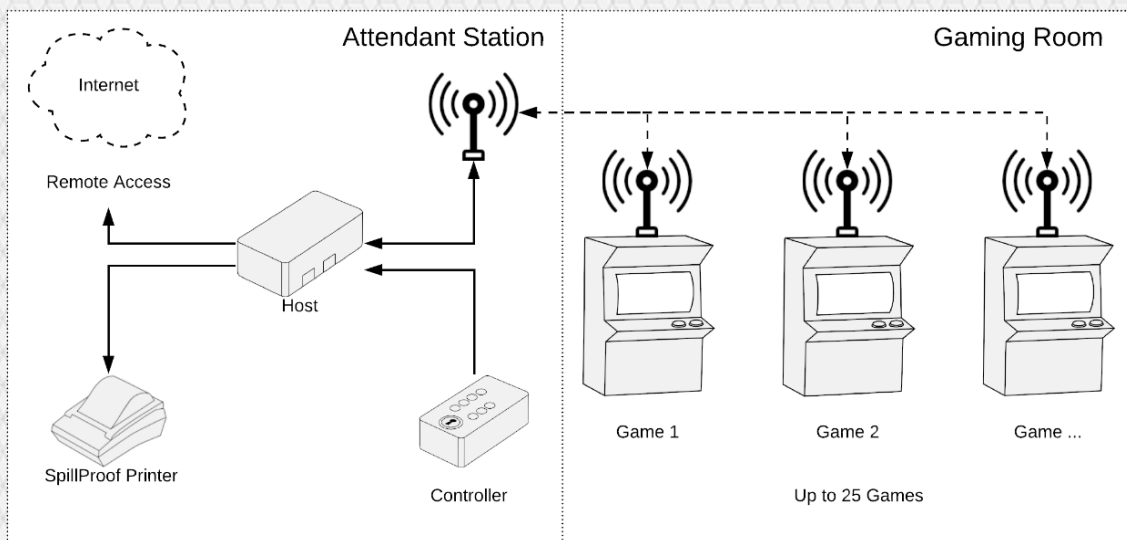 Attendant Station
Gaming Room
Internet
Remote Access
Host
SpillProof Printer
Controller
Game 1
Game 2
Game ...
Up to 25 Games